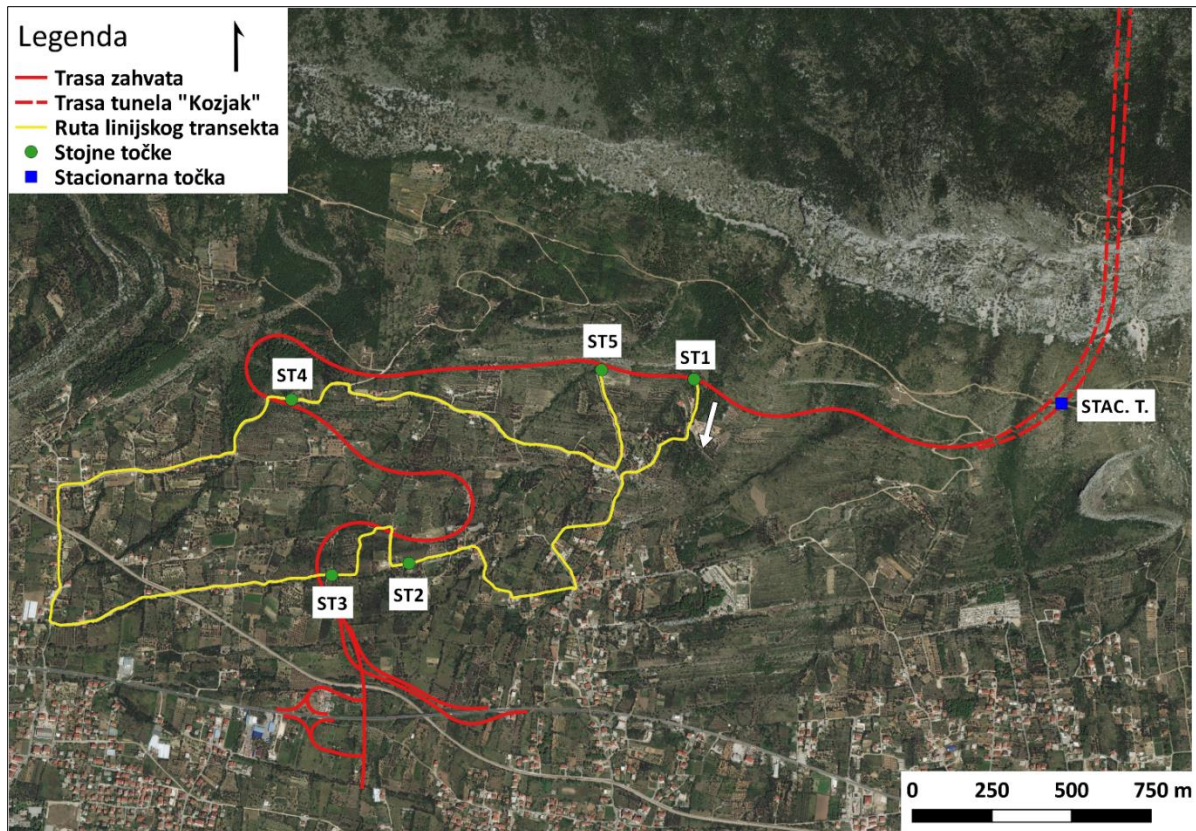 Legenda
Trasa zahvata
Trasa tunela "Kozjak"
Ruta linijskog transekta
Stojne točke
Stacionarna točka
ST5
ST1
ST4
STAC. T.
ST2
ST3
0 250 500 750 m